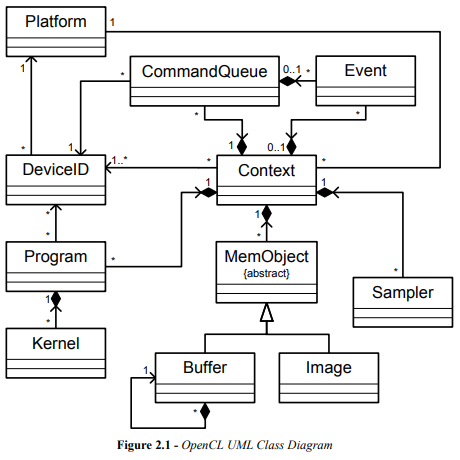 Platform
1
1
CommandQueue
0..1
*
Event
*
*
*
1
*
1
0..1
DeviceID
1..*
*
Context
*
*
1
1
1
*
Program
*
*
MemObject
{abstract}
1
*
Kernel
*
Sampler
1
Buffer
Image
*
Figure 2.1 - OpenCL UML Class Diagram